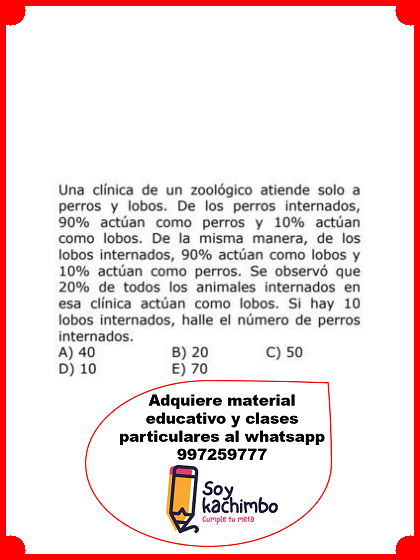 Una clínica de un zoológico atiende solo a
perros y lobos. De los perros internados,
90% actúan como perros y 10% actúan
como lobos. De la misma manera, de los
lobos internados, 90% actúan como lobos y
10% actúan como perros. Se observó que
20% de todos los animales internados en
esa clínica actúan como lobos. Si hay 10
lobos internados, halle el número de perros
internados.
A) 40 B) 20 C) 50
D) 10 E) 70
Adquiere material
educativo y clases
particulares al whatsapp
997259777
Soy
kachimbo
Cumple tu meta